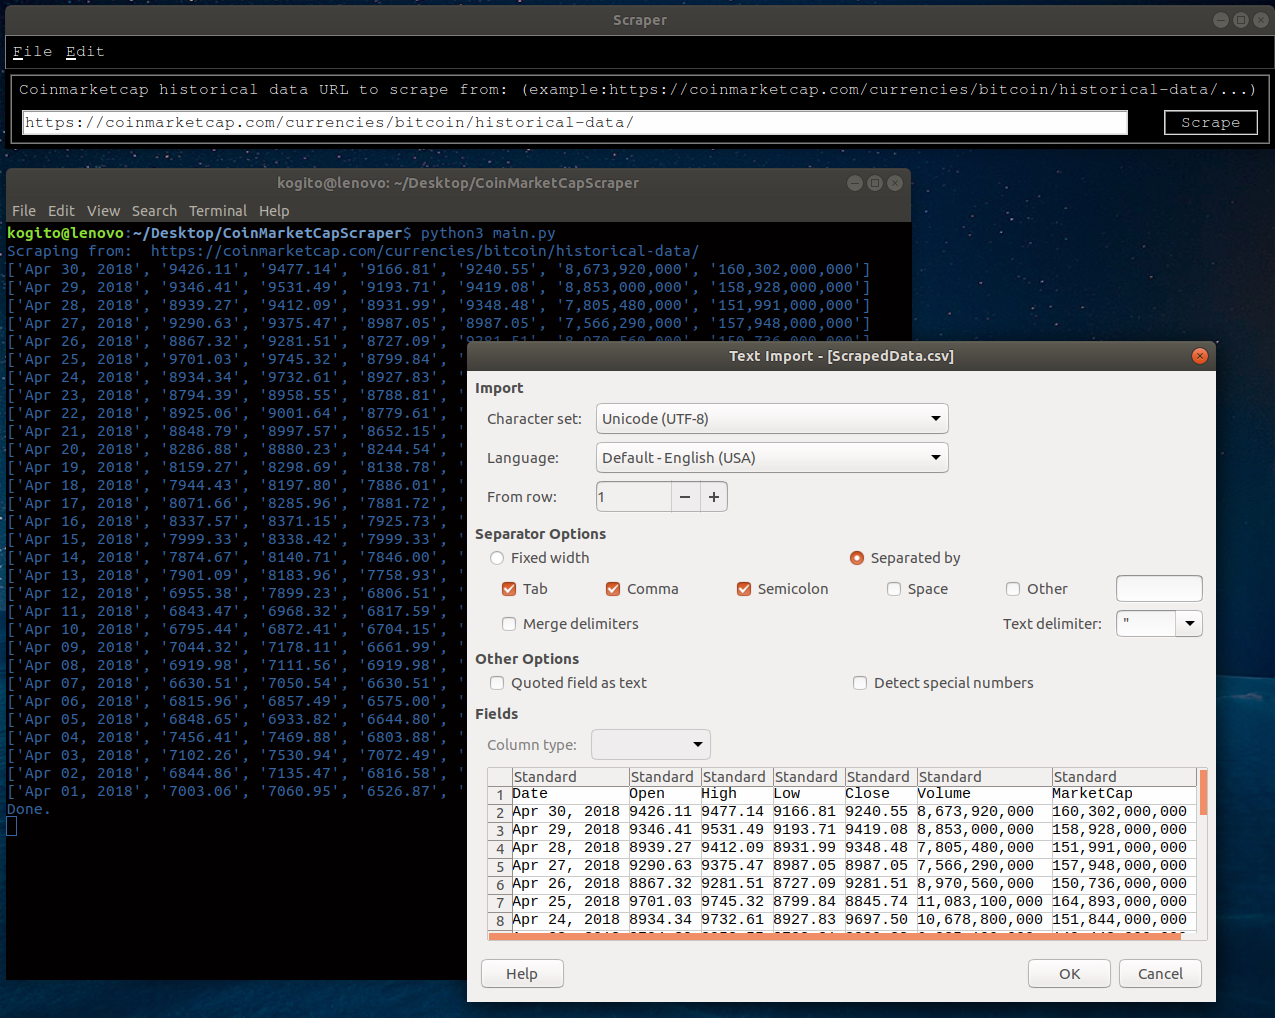 Scraper
File Edit
Coinmarketcap historical data URL to scrape from: (example:https://coinmarketcap.com/currencies/bitcoin/historical-data/...)
https://coinmarketcap.com/currencies/bitcoin/historical-data/ Scrape
kogito@lenovo: ~/Desktop/CoinMarketCapScraper
File Edit View Search Terminal Help
kogito@lenovo:~/Desktop/CoinMarketCapScraper$ python3 main.py
Scraping from:  https://coinmarketcap.com/currencies/bitcoin/historical-data/
['Apr 30, 2018', '9426.11', '9477.14', '9166.81', '9240.55', '8,673,920,000', '160,302,000,000']
['Apr 29, 2018', '9346.41', '9531.49', '9193.71', '9419.08', '8,853,000,000', '158,928,000,000']
['Apr 28, 2018', '8939.27', '9412.09', '8931.99', '9348.48', '7,805,480,000', '151,991,000,000']
['Apr 27, 2018', '9290.63', '9375.47', '8987.05', '8987.05', '7,566,290,000', '157,948,000,000']
['Apr 26, 2018', '8867.32', '9281.51', '8727.09', '9281.51', '8,970,560,000', '150,736,000,000']
['Apr 25, 2018', '9701.03', '9745.32', '8799.84', '
['Apr 24, 2018', '8934.34', '9732.61', '8927.83', '
['Apr 23, 2018', '8794.39', '8958.55', '8788.81', '
['Apr 22, 2018', '8925.06', '9001.64', '8779.61', '
['Apr 21, 2018', '8848.79', '8997.57', '8652.15', '
['Apr 20, 2018', '8286.88', '8880.23', '8244.54', '
['Apr 19, 2018', '8159.27', '8298.69', '8138.78', '
['Apr 18, 2018', '7944.43', '8197.80', '7886.01', '
['Apr 17, 2018', '8071.66', '8285.96', '7881.72', '
['Apr 16, 2018', '8337.57', '8371.15', '7925.73', '
['Apr 15, 2018', '7999.33', '8338.42', '7999.33', '
['Apr 14, 2018', '7874.67', '8140.71', '7846.00', '
['Apr 13, 2018', '7901.09', '8183.96', '7758.93', '
['Apr 12, 2018', '6955.38', '7899.23', '6806.51', '
['Apr 11, 2018', '6843.47', '6968.32', '6817.59', '
['Apr 10, 2018', '6795.44', '6872.41', '6704.15', '
['Apr 09, 2018', '7044.32', '7178.11', '6661.99', '
['Apr 08, 2018', '6919.98', '7111.56', '6919.98', '
['Apr 07, 2018', '6630.51', '7050.54', '6630.51', '
['Apr 06, 2018', '6815.96', '6857.49', '6575.00', '
['Apr 05, 2018', '6848.65', '6933.82', '6644.80', '
['Apr 04, 2018', '7456.41', '7469.88', '6803.88', '
['Apr 03, 2018', '7102.26', '7530.94', '7072.49', '
['Apr 02, 2018', '6844.86', '7135.47', '6816.58', '
['Apr 01, 2018', '7003.06', '7060.95', '6526.87', '
Done.
Text Import - [ScrapedData.csv]
Import
Character set: Unicode (UTF-8)
Language: Default - English (USA)
From row: 1 − +
Separator Options
Fixed width Separated by
Tab Comma Semicolon Space Other
Merge delimiters Text delimiter: "
Other Options
Quoted field as text Detect special numbers
Fields
Column type:
Standard Standard Standard Standard Standard Standard Standard
1 Date Open High Low Close Volume MarketCap
2 Apr 30, 2018 9426.11 9477.14 9166.81 9240.55 8,673,920,000 160,302,000,000
3 Apr 29, 2018 9346.41 9531.49 9193.71 9419.08 8,853,000,000 158,928,000,000
4 Apr 28, 2018 8939.27 9412.09 8931.99 9348.48 7,805,480,000 151,991,000,000
5 Apr 27, 2018 9290.63 9375.47 8987.05 8987.05 7,566,290,000 157,948,000,000
6 Apr 26, 2018 8867.32 9281.51 8727.09 9281.51 8,970,560,000 150,736,000,000
7 Apr 25, 2018 9701.03 9745.32 8799.84 8845.74 11,083,100,000 164,893,000,000
8 Apr 24, 2018 8934.34 9732.61 8927.83 9697.50 10,678,800,000 151,844,000,000
Help OK Cancel